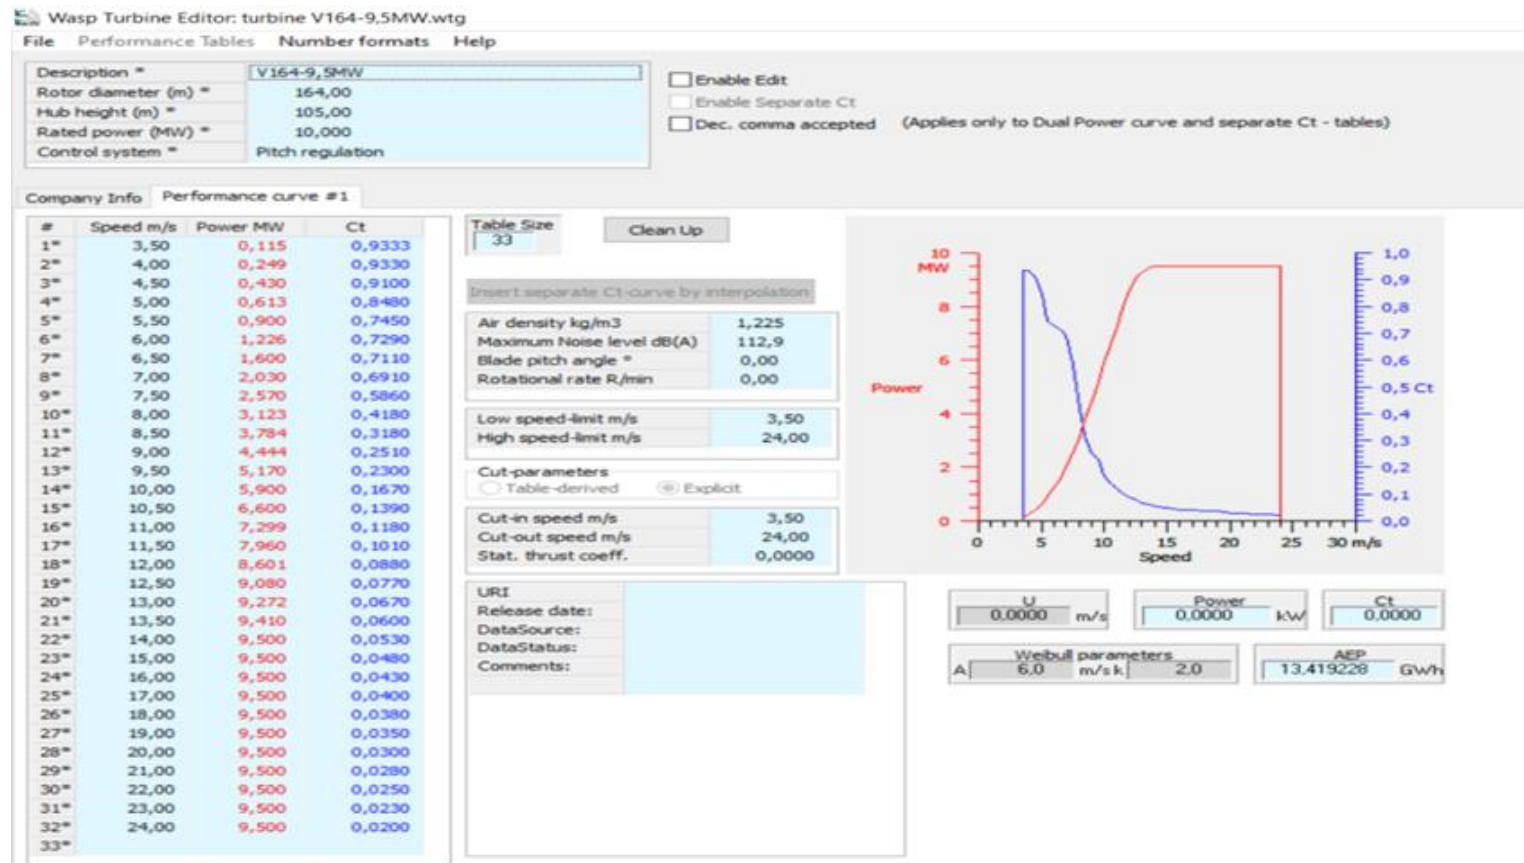 Wasp Turbine Editor: turbine V164-9,5MW.wtg
File Performance Tables Number formats Help
Description * V164-9,5MW
Rotor diameter (m) * 164,00
Hub height (m) * 105,00
Rated power (MW) * 10,000
Control system * Pitch regulation
Enable Edit
Enable Separate Ct
Dec. comma accepted (Applies only to Dual Power curve and separate Ct - tables)
Company Info Performance curve #1
# Speed m/s Power MW Ct
1* 3,50 0,115 0,9333
2* 4,00 0,249 0,9330
3* 4,50 0,430 0,9100
4* 5,00 0,613 0,8480
5* 5,50 0,900 0,7450
6* 6,00 1,226 0,7290
7* 6,50 1,600 0,7110
8* 7,00 2,030 0,6910
9* 7,50 2,570 0,5860
10* 8,00 3,123 0,4180
11* 8,50 3,784 0,3180
12* 9,00 4,444 0,2510
13* 9,50 5,170 0,2300
14* 10,00 5,900 0,1670
15* 10,50 6,600 0,1390
16* 11,00 7,299 0,1180
17* 11,50 7,960 0,1010
18* 12,00 8,601 0,0880
19* 12,50 9,080 0,0770
20* 13,00 9,272 0,0670
21* 13,50 9,410 0,0600
22* 14,00 9,500 0,0530
23* 15,00 9,500 0,0480
24* 16,00 9,500 0,0430
25* 17,00 9,500 0,0400
26* 18,00 9,500 0,0380
27* 19,00 9,500 0,0350
28* 20,00 9,500 0,0300
29* 21,00 9,500 0,0280
30* 22,00 9,500 0,0250
31* 23,00 9,500 0,0230
32* 24,00 9,500 0,0200
33*
Table Size
33
Clean Up
Insert separate Ct-curve by interpolation
Air density kg/m3 1,225
Maximum Noise level dB(A) 112,9
Blade pitch angle ° 0,00
Rotational rate R/min 0,00
Low speed-limit m/s 3,50
High speed-limit m/s 24,00
Cut-parameters
Table-derived Explicit
Cut-in speed m/s 3,50
Cut-out speed m/s 24,00
Stat. thrust coeff. 0,0000
URI
Release date:
DataSource:
DataStatus:
Comments:
10
MW
8
6
Power
4
2
0
1,0
0,9
0,8
0,7
0,6
0,5 Ct
0,4
0,3
0,2
0,1
0,0
0 5 10 15 20 25 30 m/s
Speed
U
0,0000 m/s
Power
0,0000 kW
Ct
0,0000
Weibull parameters
A 6,0 m/s k 2,0
AEP
13,419228 GWh